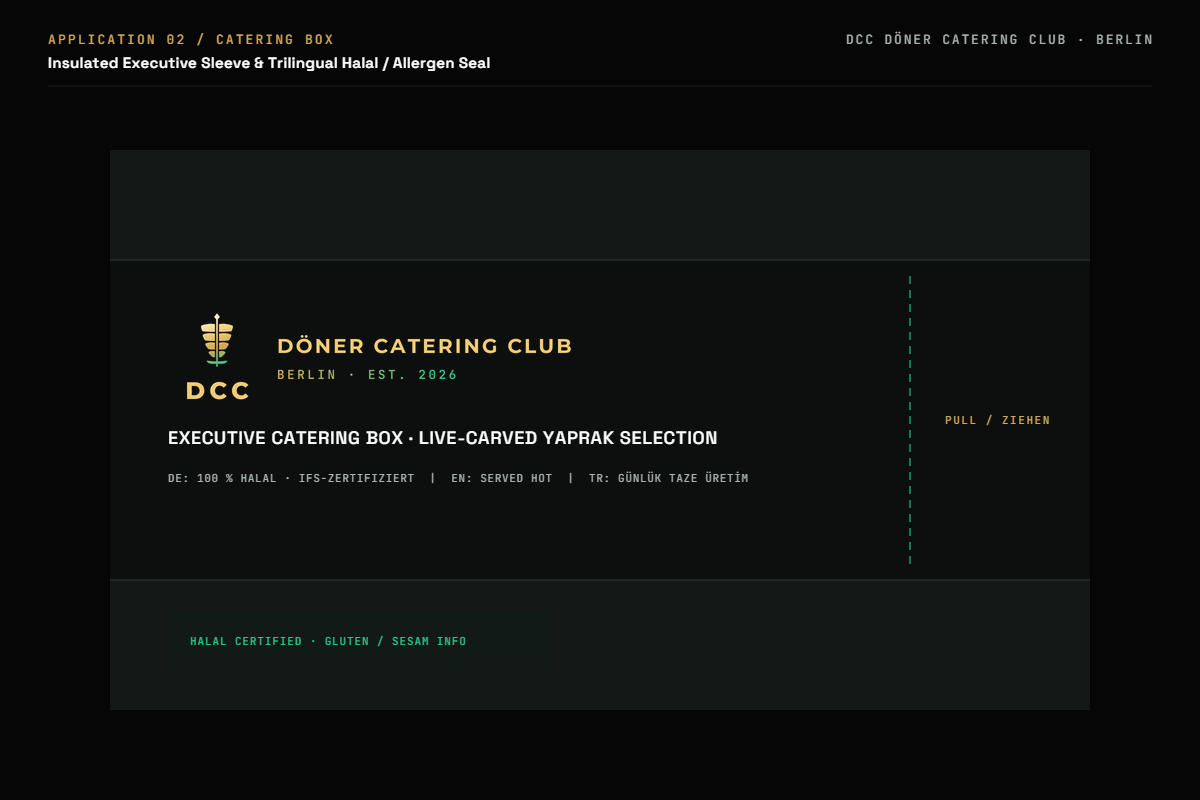 APPLICATION 02 / CATERING BOX
DCC DÖNER CATERING CLUB · BERLIN
Insulated Executive Sleeve & Trilingual Halal / Allergen Seal
DCC
DÖNER CATERING CLUB
BERLIN · EST. 2026
EXECUTIVE CATERING BOX · LIVE-CARVED YAPRAK SELECTION
DE: 100 % HALAL · IFS-ZERTIFIZIERT | EN: SERVED HOT | TR: GÜNLÜK TAZE ÜRETİM
PULL / ZIEHEN
HALAL CERTIFIED · GLUTEN / SESAM INFO